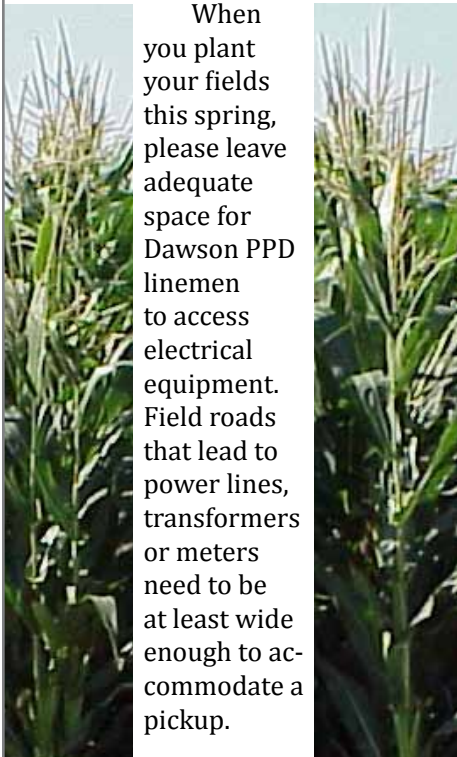 When
you plant
your fields
this spring,
please leave
adequate
space for
Dawson PPD
linemen
to access
electrical
equipment.
Field roads
that lead to
power lines,
transformers
or meters
need to be
at least wide
enough to ac-
commodate a
pickup.